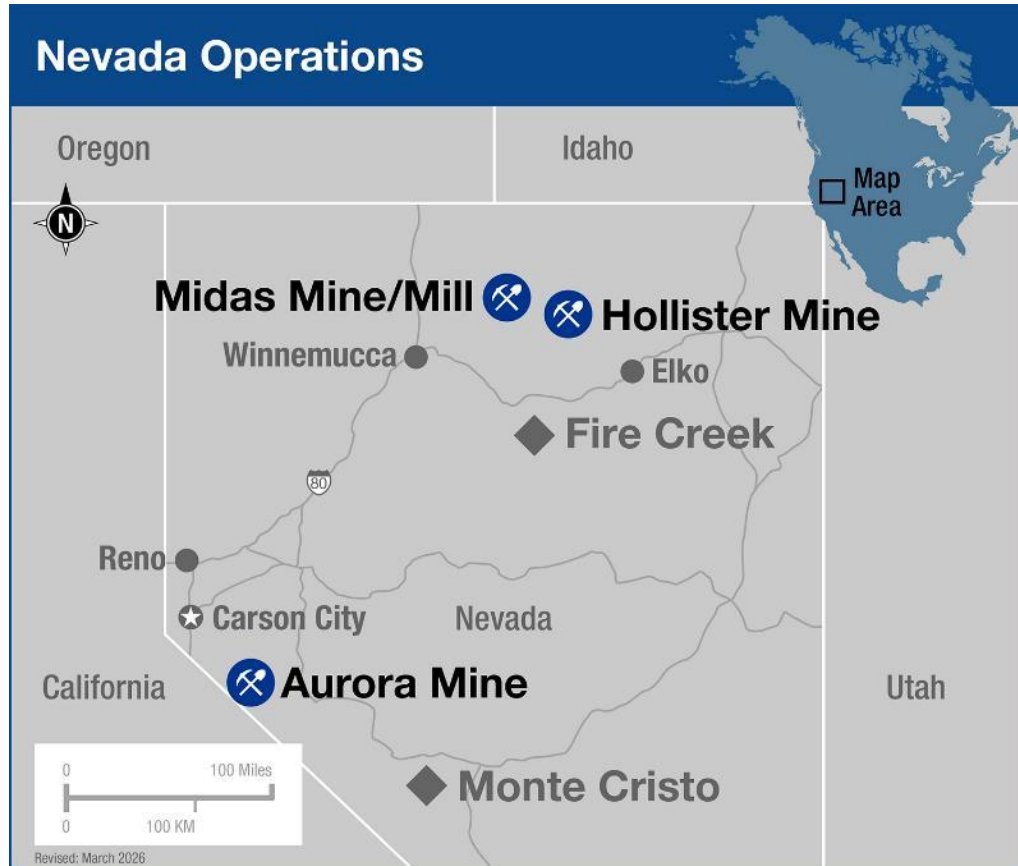 Nevada Operations
Oregon
Idaho
Map
Area
N
Midas Mine/Mill
Hollister Mine
Winnemucca
Elko
Fire Creek
80
Reno
Carson City
Nevada
California
Aurora Mine
Utah
0 100 Miles
0 100 KM
Monte Cristo
Revised: March 2026